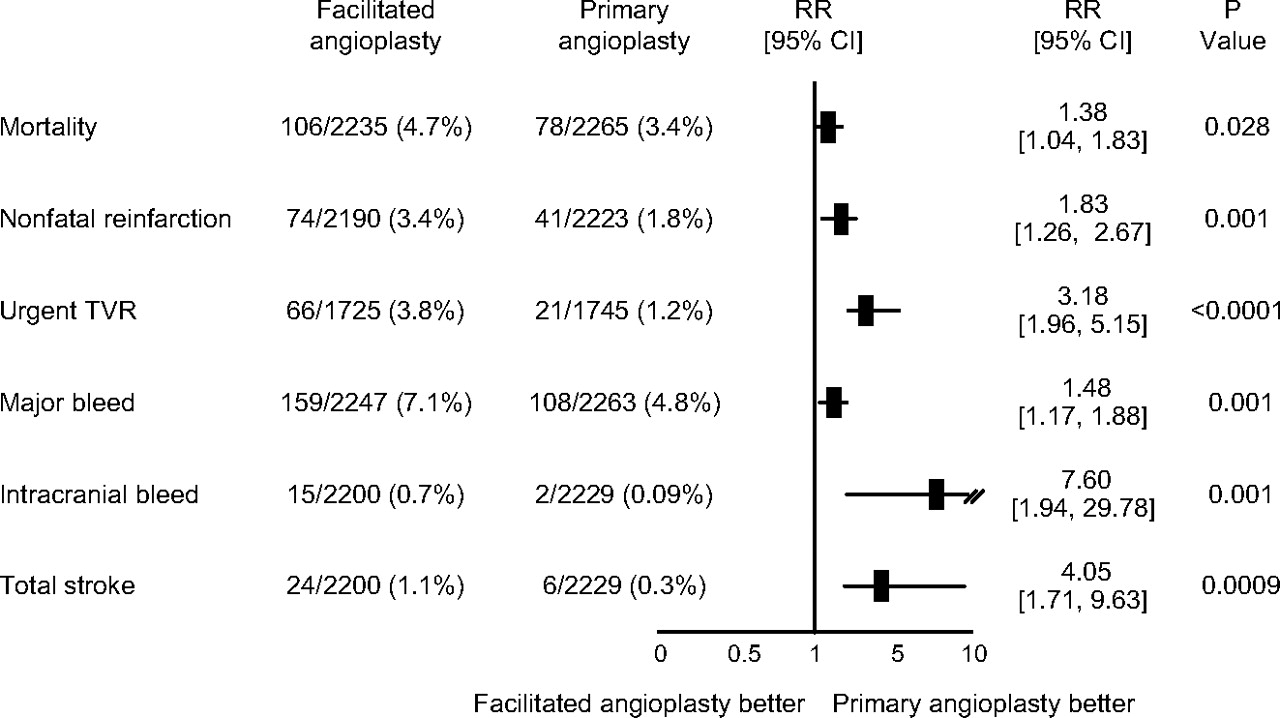 Facilitated Primary RR RR P
angioplasty angioplasty [95% CI] [95% CI] Value
Mortality 106/2235 (4.7%) 78/2265 (3.4%) 1.38 [1.04, 1.83] 0.028
Nonfatal reinfarction 74/2190 (3.4%) 41/2223 (1.8%) 1.83 [1.26, 2.67] 0.001
Urgent TVR 66/1725 (3.8%) 21/1745 (1.2%) 3.18 [1.96, 5.15] <0.0001
Major bleed 159/2247 (7.1%) 108/2263 (4.8%) 1.48 [1.17, 1.88] 0.001
Intracranial bleed 15/2200 (0.7%) 2/2229 (0.09%) 7.60 [1.94, 29.78] 0.001
Total stroke 24/2200 (1.1%) 6/2229 (0.3%) 4.05 [1.71, 9.63] 0.0009
0 0.5 1 5 10
Facilitated angioplasty better Primary angioplasty better